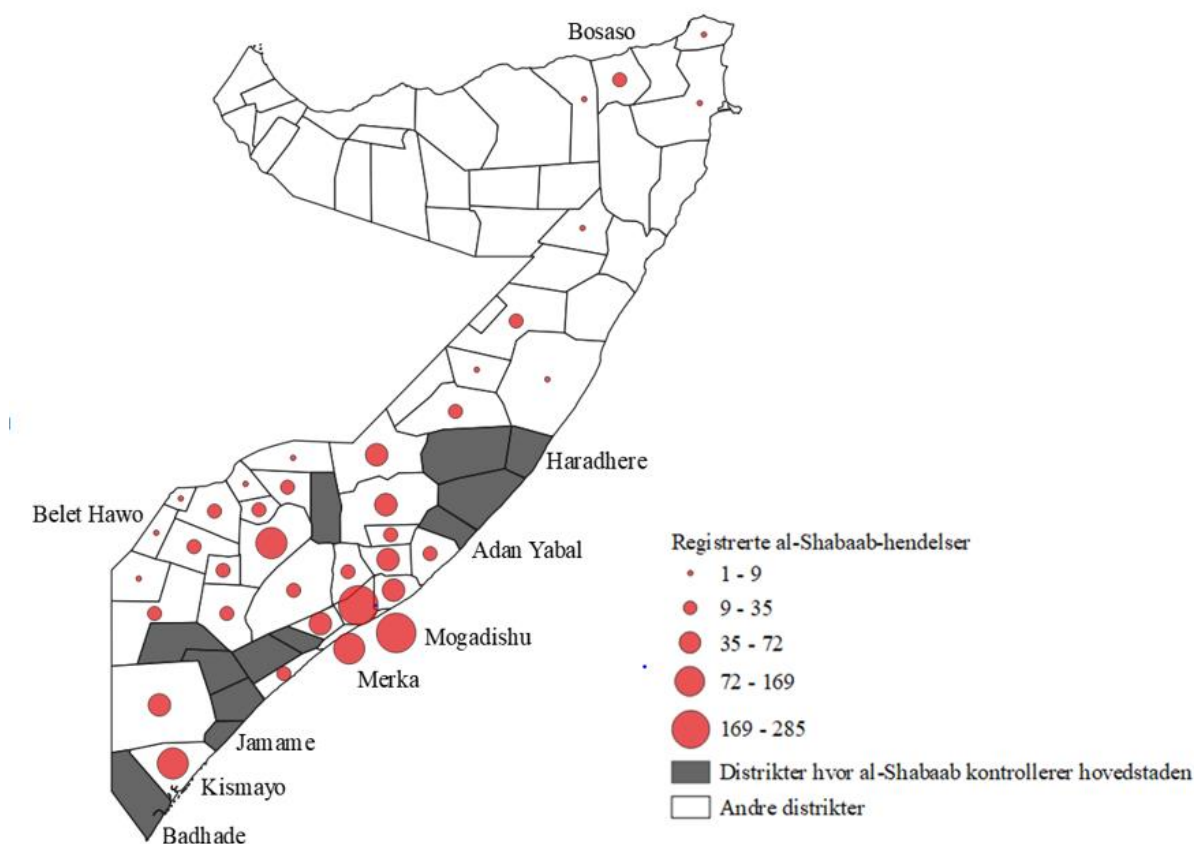 Bosaso
Haradhere
Belet Hawo
Adan Yabal
Mogadishu
Merka
Jamame
Kismayo
Badhade
Registrerte al-Shabaab-hendelser
1 - 9
9 - 35
35 - 72
72 - 169
169 - 285
Distrikter hvor al-Shabaab kontrollerer hovedstaden
Andre distrikter